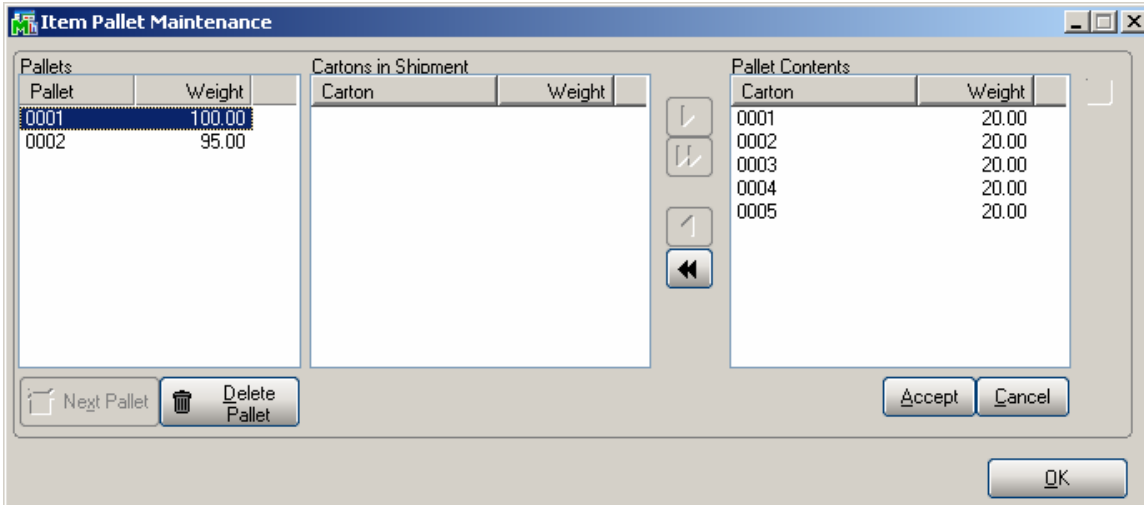 Item Pallet Maintenance
Pallets
Pallet Weight
0001 100.00
0002 95.00
Cartons in Shipment
Carton Weight
Pallet Contents
Carton Weight
0001 20.00
0002 20.00
0003 20.00
0004 20.00
0005 20.00
Next Pallet
Delete
Pallet
Accept
Cancel
OK